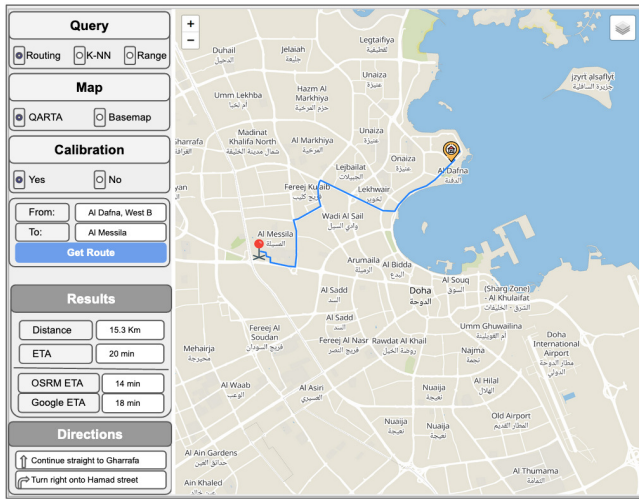 Query
Routing K-NN Range
Map
QARTA Basemap
Calibration
Yes No
From: Al Dafna, West B
To: Al Messila
Get Route
Results
Distance 15.3 Km
ETA 20 min
OSRM ETA 14 min
Google ETA 18 min
Directions
Continue straight to Gharrafa
Turn right onto Hamad street
+
−
Legtaifiya
لقطيفية
Duhail
الدحيل
Jelaiah
جليعة
Unaiza
عنيزة
jzyrt alsaflyt
جزيرة السافلية
Umm Lekhba
أم لخبا
Hazm Al
Markhiya
حزم المرخية
Gharrafa
Madinat
Khalifa North
شمال مدينة الخليفة
Al Markhiya
المرخية
Unaiza
عنيزة
Onaiza
عنيزة
Lejbailat
الجبيلات
Al Dafna
الدفنة
Fereej Kulaib
فريج كليب
Lekhwair
لخوير
Wadi Al Sail
وادي السيل
Al Messila
المسيلة
Arumaila
الرميلة
Al Bidda
البدع
Doha
الدوحة
Al Souq
السوق
(Sharg Zone)
- Al Khulaifat
الشرق - الخليفات
Al Sadd
السد
Al Sadd
السد
Umm Ghuwailina
أم الغويلينة
Doha
International
Airport
مطار الدوحة
الدولي
Fereej Al
Soudan
فريج السودان
Fereej Al Nasr
فريج النصر
Rawdat Al Khail
روضة الخيل
Najma
نجمة
Mehairja
محيرجة
Al Waab
الوعب
Al Asiri
العسيري
Nuaija
نعيجة
Al Hilal
الهلال
Nuaija
نعيجة
Nuaija
نعيجة
Old Airport
المطار القديم
Al Ain Gardens
حدائق العين
Al Thumama
الثمامة
Ain Khaled